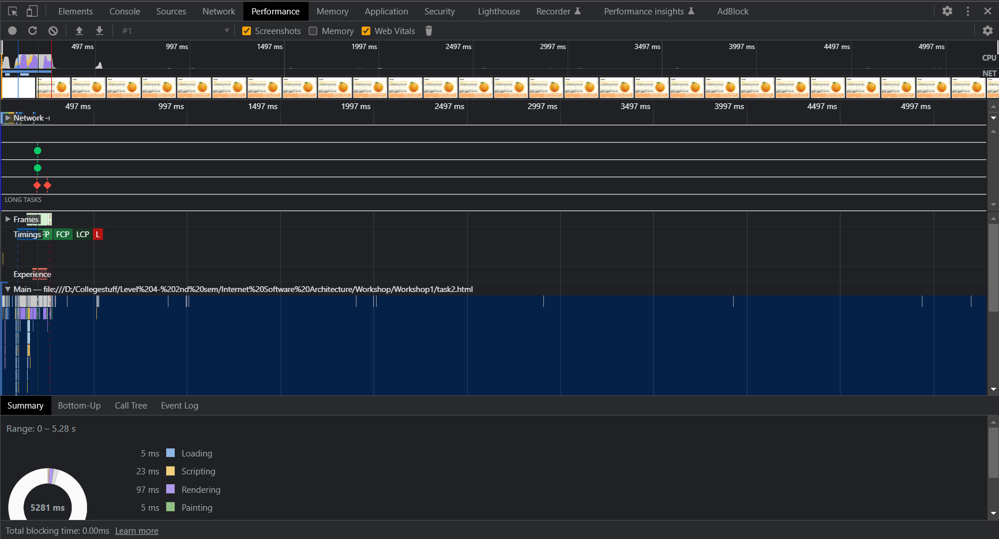 Elements Console Sources Network Performance Memory Application Security Lighthouse Recorder Performance insights AdBlock
#1 Screenshots Memory Web Vitals
497 ms 997 ms 1497 ms 1997 ms 2497 ms 2997 ms 3497 ms 3997 ms 4497 ms 4997 ms
CPU
NET
497 ms 997 ms 1497 ms 1997 ms 2497 ms 2997 ms 3497 ms 3997 ms 4497 ms 4997 ms
Network
LONG TASKS
Frames
Timings FP FCP LCP L
Experience
Main — file:///D:/Collegestuff/Level%204-%202nd%20sem/Internet%20Software%20Architecture/Workshop/Workshop1/task2.html
Summary Bottom-Up Call Tree Event Log
Range: 0 – 5.28 s
5 ms Loading
23 ms Scripting
97 ms Rendering
5 ms Painting
5281 ms
Total blocking time: 0.00ms Learn more